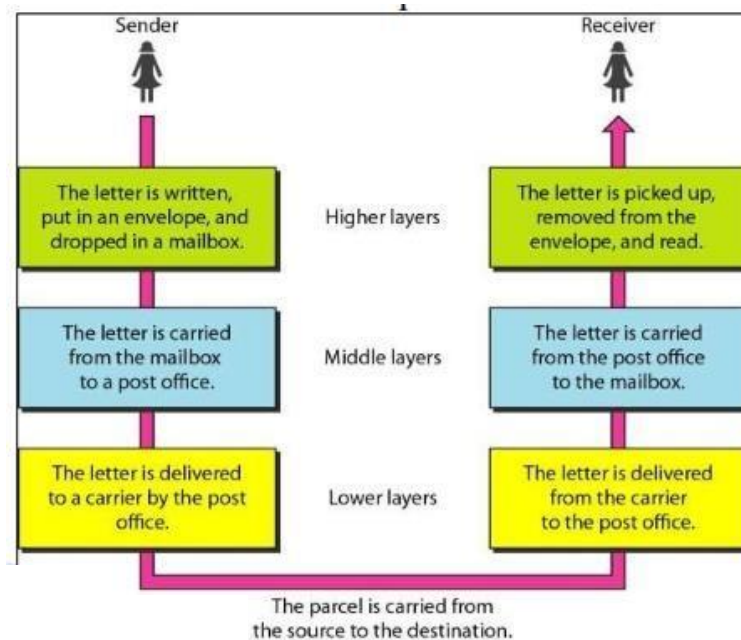 Sender
Receiver
The letter is written,
put in an envelope, and
dropped in a mailbox.
Higher layers
The letter is picked up,
removed from the
envelope, and read.
The letter is carried
from the mailbox
to a post office.
Middle layers
The letter is carried
from the post office
to the mailbox.
The letter is delivered
to a carrier by the post
office.
Lower layers
The letter is delivered
from the carrier
to the post office.
The parcel is carried from
the source to the destination.